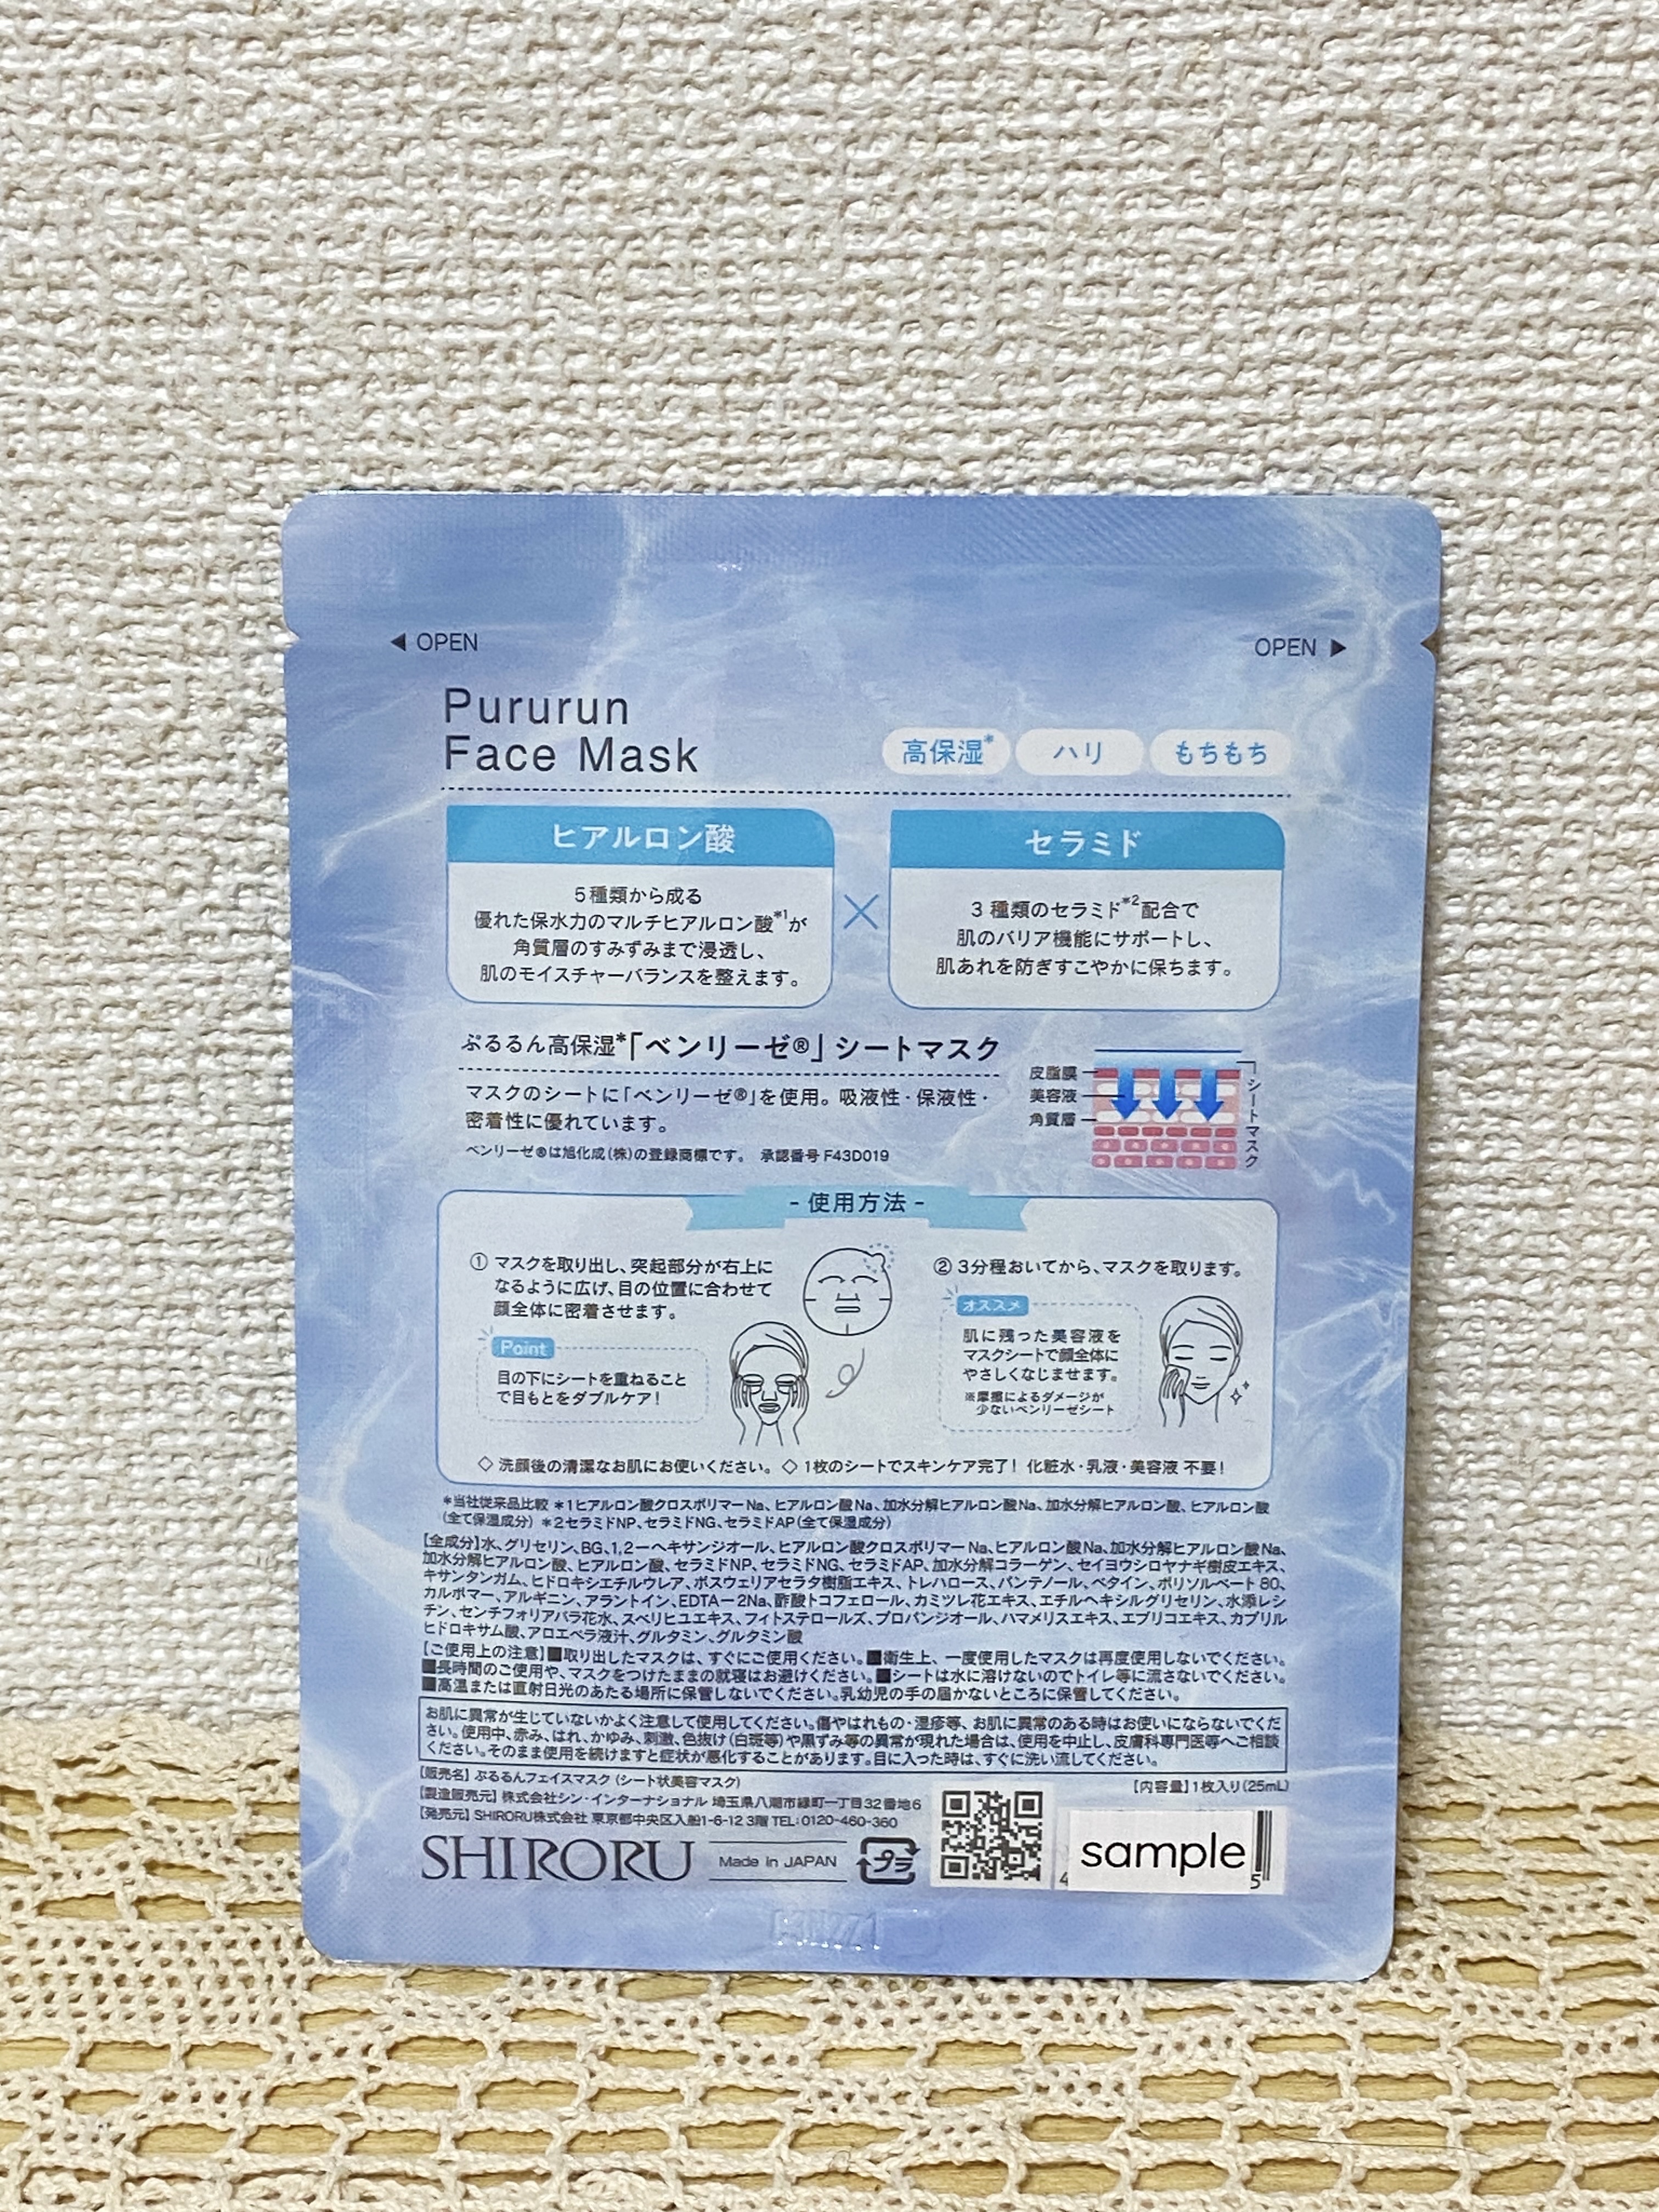 ◀ OPEN
OPEN ▶
Pururun
Face Mask
高保湿*
ハリ
もちもち
ヒアルロン酸
5種類から成る
優れた保水力のマルチヒアルロン酸*1が
角質層のすみずみまで浸透し、
肌のモイスチャーバランスを整えます。
×
セラミド
3種類のセラミド*2配合で
肌のバリア機能にサポートし、
肌あれを防ぎすこやかに保ちます。
ぷるるん高保湿*「ベンリーゼ®」シートマスク
マスクのシートに「ベンリーゼ®」を使用。吸液性・保液性・
密着性に優れています。
ベンリーゼ®は旭化成(株)の登録商標です。 承認番号 F43D019
皮脂膜
美容液
角質層
シートマスク
- 使用方法 -
① マスクを取り出し、突起部分が右上に
なるように広げ、目の位置に合わせて
顔全体に密着させます。
Point
目の下にシートを重ねること
で目もとをダブルケア!
② 3分程おいてから、マスクを取ります。
オススメ
肌に残った美容液を
マスクシートで顔全体に
やさしくなじませます。
※摩擦によるダメージが
少ないベンリーゼシート
◇ 洗顔後の清潔なお肌にお使いください。 ◇ 1枚のシートでスキンケア完了! 化粧水・乳液・美容液 不要!
*当社従来品比較 *1ヒアルロン酸クロスポリマーNa、ヒアルロン酸Na、加水分解ヒアルロン酸Na、加水分解ヒアルロン酸、ヒアルロン酸
(全て保湿成分) *2セラミドNP、セラミドNG、セラミドAP(全て保湿成分)
【全成分】水、グリセリン、BG、1,2ーヘキサンジオール、ヒアルロン酸クロスポリマーNa、ヒアルロン酸Na、加水分解ヒアルロン酸Na、
加水分解ヒアルロン酸、ヒアルロン酸、セラミドNP、セラミドNG、セラミドAP、加水分解コラーゲン、セイヨウシロヤナギ樹皮エキス、
キサンタンガム、ヒドロキシエチルウレア、ボスウェリアセラタ樹脂エキス、トレハロース、パンテノール、ベタイン、ポリソルベート80、
カルボマー、アルギニン、アラントイン、EDTAー2Na、酢酸トコフェロール、カミツレ花エキス、エチルヘキシルグリセリン、水添レシ
チン、センチフォリアバラ花水、スベリヒユエキス、フィトステロールズ、プロパンジオール、ハマメリスエキス、エブリコエキス、カプリル
ヒドロキサム酸、アロエベラ液汁、グルタミン、グルタミン酸
【ご使用上の注意】■取り出したマスクは、すぐにご使用ください。■衛生上、一度使用したマスクは再度使用しないでください。
■長時間のご使用や、マスクをつけたままの就寝はお避けください。■シートは水に溶けないのでトイレ等に流さないでください。
■高温または直射日光のあたる場所に保管しないでください。乳幼児の手の届かないところに保管してください。
お肌に異常が生じていないかよく注意して使用してください。傷やはれもの・湿疹等、お肌に異常のある時はお使いにならないでくだ
さい。使用中、赤み、はれ、かゆみ、刺激、色抜け(白斑等)や黒ずみ等の異常が現れた場合は、使用を中止し、皮膚科専門医等へご相談
ください。そのまま使用を続けますと症状が悪化することがあります。目に入った時は、すぐに洗い流してください。
【販売名】ぷるるんフェイスマスク (シート状美容マスク)
【内容量】1枚入り(25mL)
【製造販売元】株式会社シン・インターナショナル 埼玉県八潮市緑町一丁目32番地6
【発売元】SHIRORU株式会社 東京都中央区入船1-6-12 3階 TEL:0120-460-360
SHIRORU
Made in JAPAN
プラ
4
sample
5